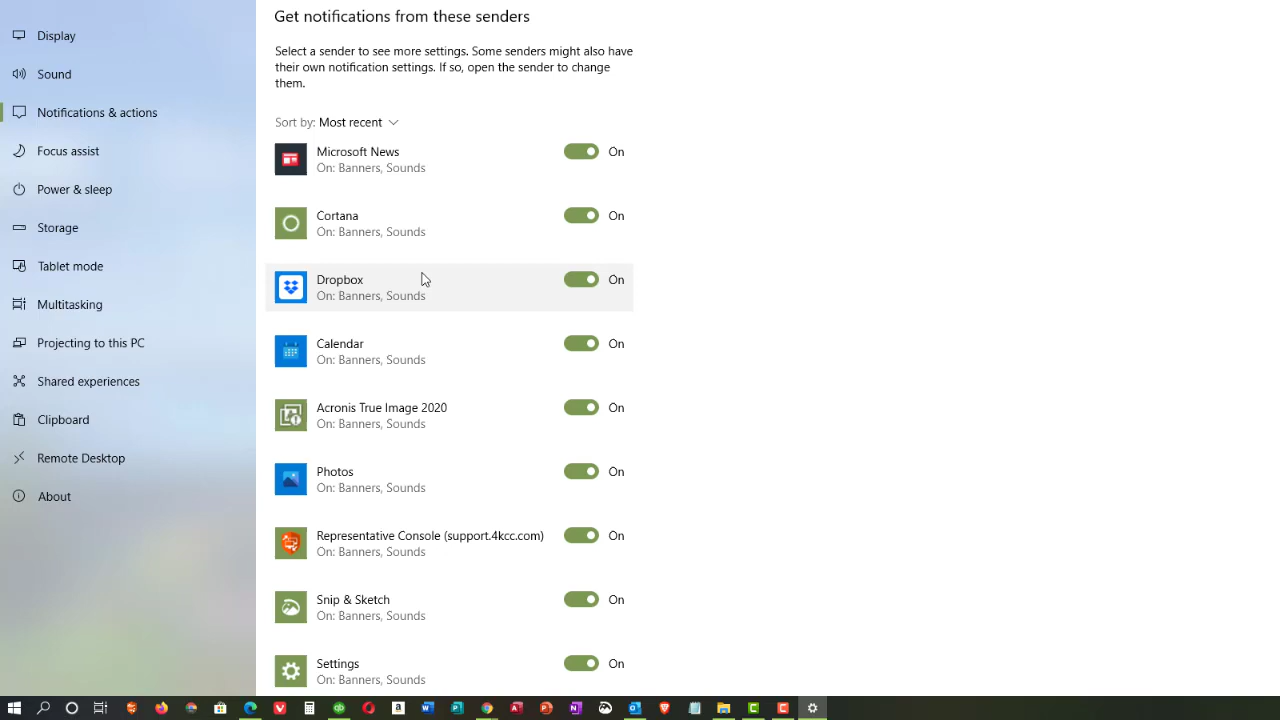 Display
Sound
Notifications & actions
Focus assist
Power & sleep
Storage
Tablet mode
Multitasking
Projecting to this PC
Shared experiences
Clipboard
Remote Desktop
About
Get notifications from these senders
Select a sender to see more settings. Some senders might also have
their own notification settings. If so, open the sender to change
them.
Sort by: Most recent
Microsoft News
On: Banners, Sounds
On
Cortana
On: Banners, Sounds
On
Dropbox
On: Banners, Sounds
On
Calendar
On: Banners, Sounds
On
Acronis True Image 2020
On: Banners, Sounds
On
Photos
On: Banners, Sounds
On
Representative Console (support.4kcc.com)
On: Banners, Sounds
On
Snip & Sketch
On: Banners, Sounds
On
Settings
On: Banners, Sounds
On